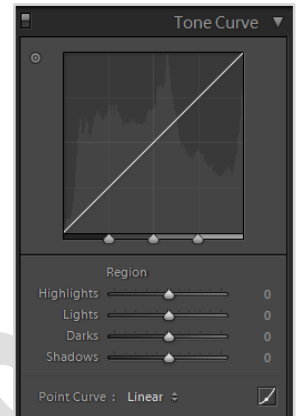 Tone Curve
Region
Highlights 0
Lights 0
Darks 0
Shadows 0
Point Curve : Linear